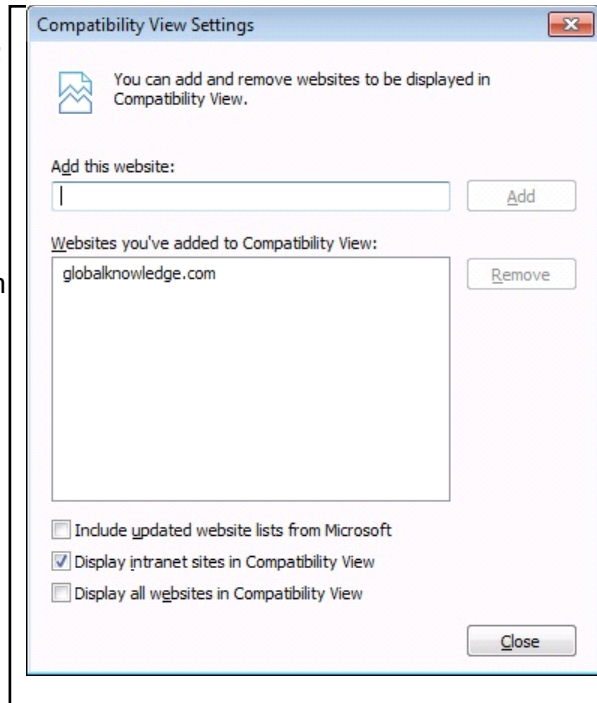 Compatibility View Settings
You can add and remove websites to be displayed in
Compatibility View.
Add this website:
Add
Websites you've added to Compatibility View:
globalknowledge.com
Remove
Include updated website lists from Microsoft
Display intranet sites in Compatibility View
Display all websites in Compatibility View
Close